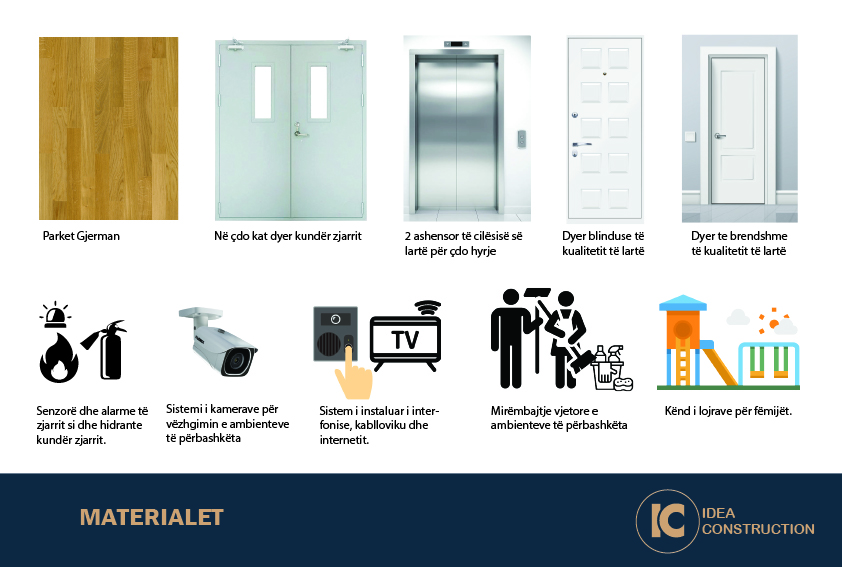 Parket Gjerman
Në çdo kat dyer kundër zjarrit
2 ashensor të cilësisë së
lartë për çdo hyrje
Dyer blinduse të
kualitetit të lartë
Dyer te brendshme
të kualitetit të lartë
TV
Senzorë dhe alarme të
zjarrit si dhe hidrante
kundër zjarrit.
Sistemi i kamerave për
vëzhgimin e ambienteve
të përbashkëta
Sistem i instaluar i inter-
fonise, kablloviku dhe
internetit.
Mirëmbajtje vjetore e
ambienteve të përbashkëta
Kënd i lojrave për fëmijët.
MATERIALET
IC
IDEA
CONSTRUCTION